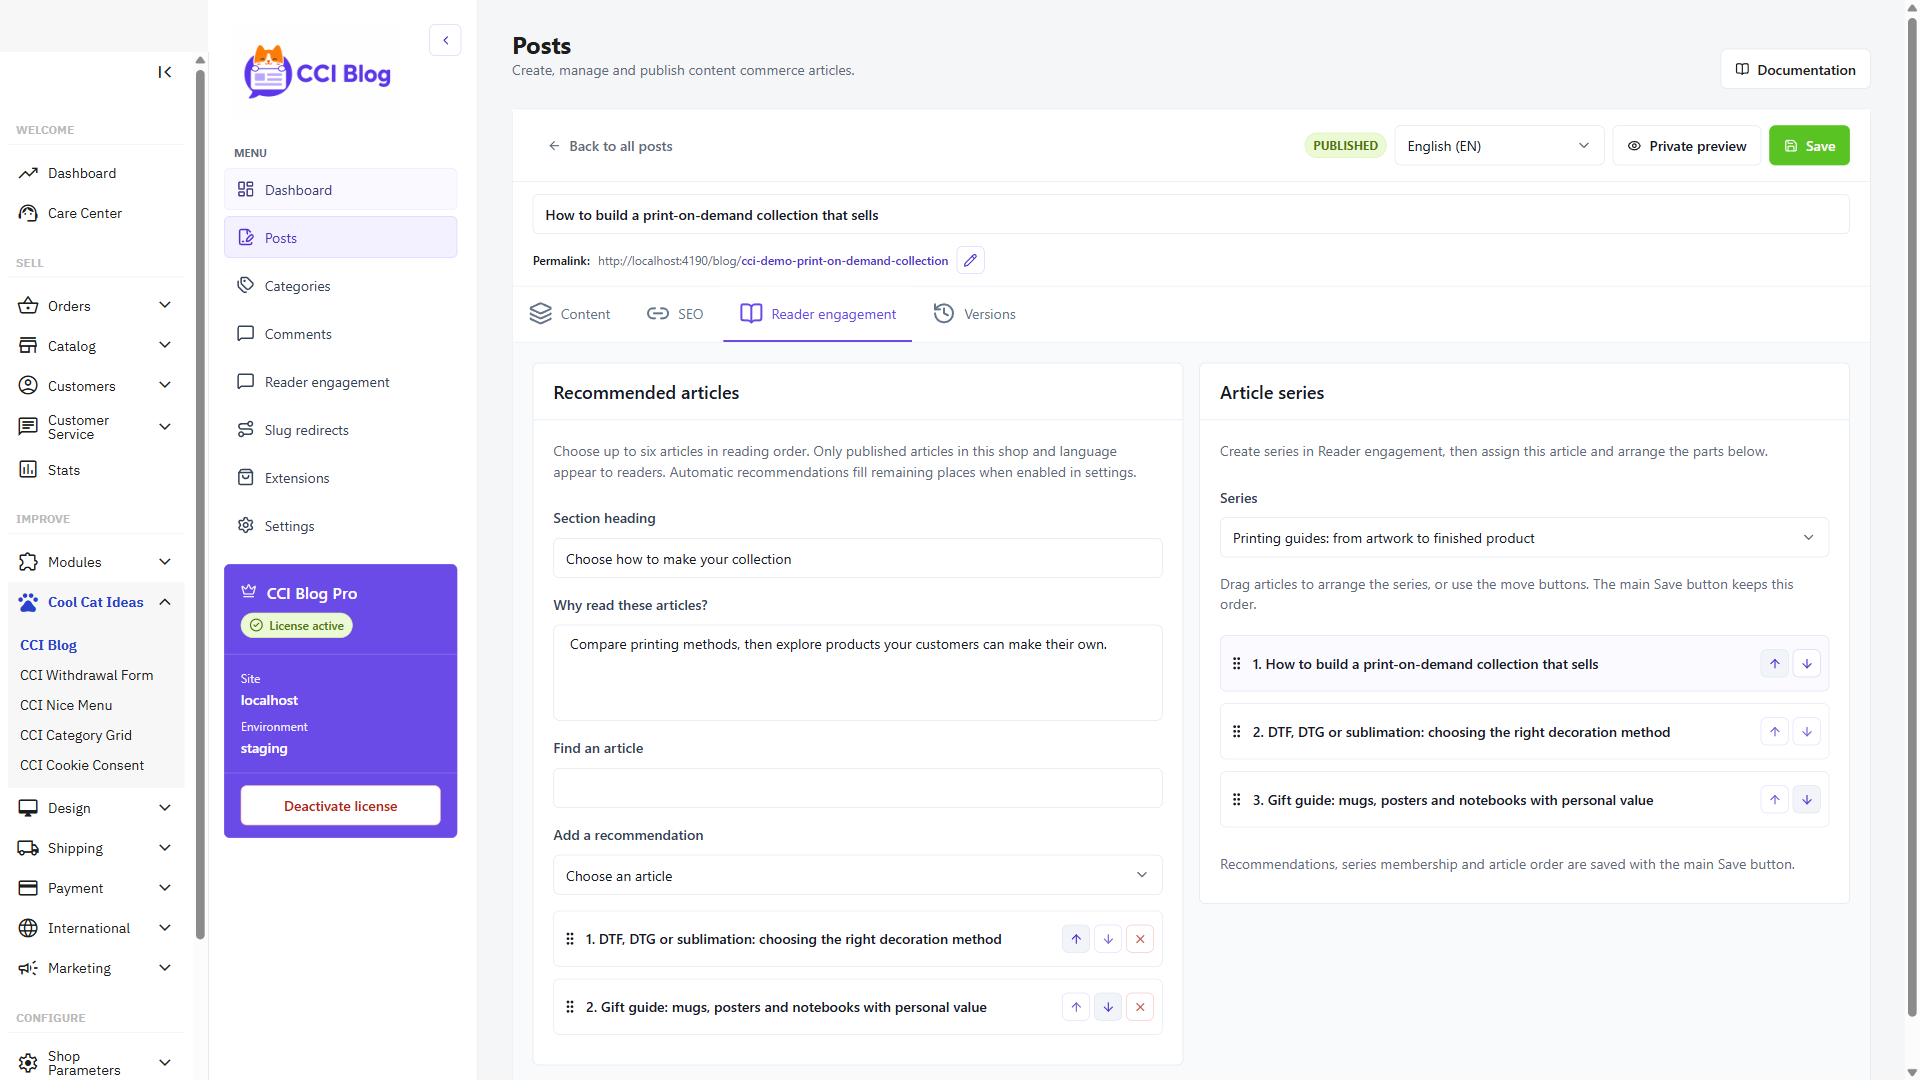 WELCOME
Dashboard
Care Center
SELL
Orders
Catalog
Customers
Customer
Service
Stats
IMPROVE
Modules
Cool Cat Ideas
CCI Blog
CCI Withdrawal Form
CCI Nice Menu
CCI Category Grid
CCI Cookie Consent
Design
Shipping
Payment
International
Marketing
CONFIGURE
Shop
Parameters
CCI Blog
MENU
Dashboard
Posts
Categories
Comments
Reader engagement
Slug redirects
Extensions
Settings
CCI Blog Pro
License active
Site
localhost
Environment
staging
Deactivate license
Posts
Create, manage and publish content commerce articles.
Documentation
Back to all posts
PUBLISHED
English (EN)
Private preview
Save
How to build a print-on-demand collection that sells
Permalink: http://localhost:4190/blog/cci-demo-print-on-demand-collection
Content
SEO
Reader engagement
Versions
Recommended articles
Choose up to six articles in reading order. Only published articles in this shop and language
appear to readers. Automatic recommendations fill remaining places when enabled in settings.
Section heading
Choose how to make your collection
Why read these articles?
Compare printing methods, then explore products your customers can make their own.
Find an article
Add a recommendation
Choose an article
1. DTF, DTG or sublimation: choosing the right decoration method
2. Gift guide: mugs, posters and notebooks with personal value
Article series
Create series in Reader engagement, then assign this article and arrange the parts below.
Series
Printing guides: from artwork to finished product
Drag articles to arrange the series, or use the move buttons. The main Save button keeps this
order.
1. How to build a print-on-demand collection that sells
2. DTF, DTG or sublimation: choosing the right decoration method
3. Gift guide: mugs, posters and notebooks with personal value
Recommendations, series membership and article order are saved with the main Save button.